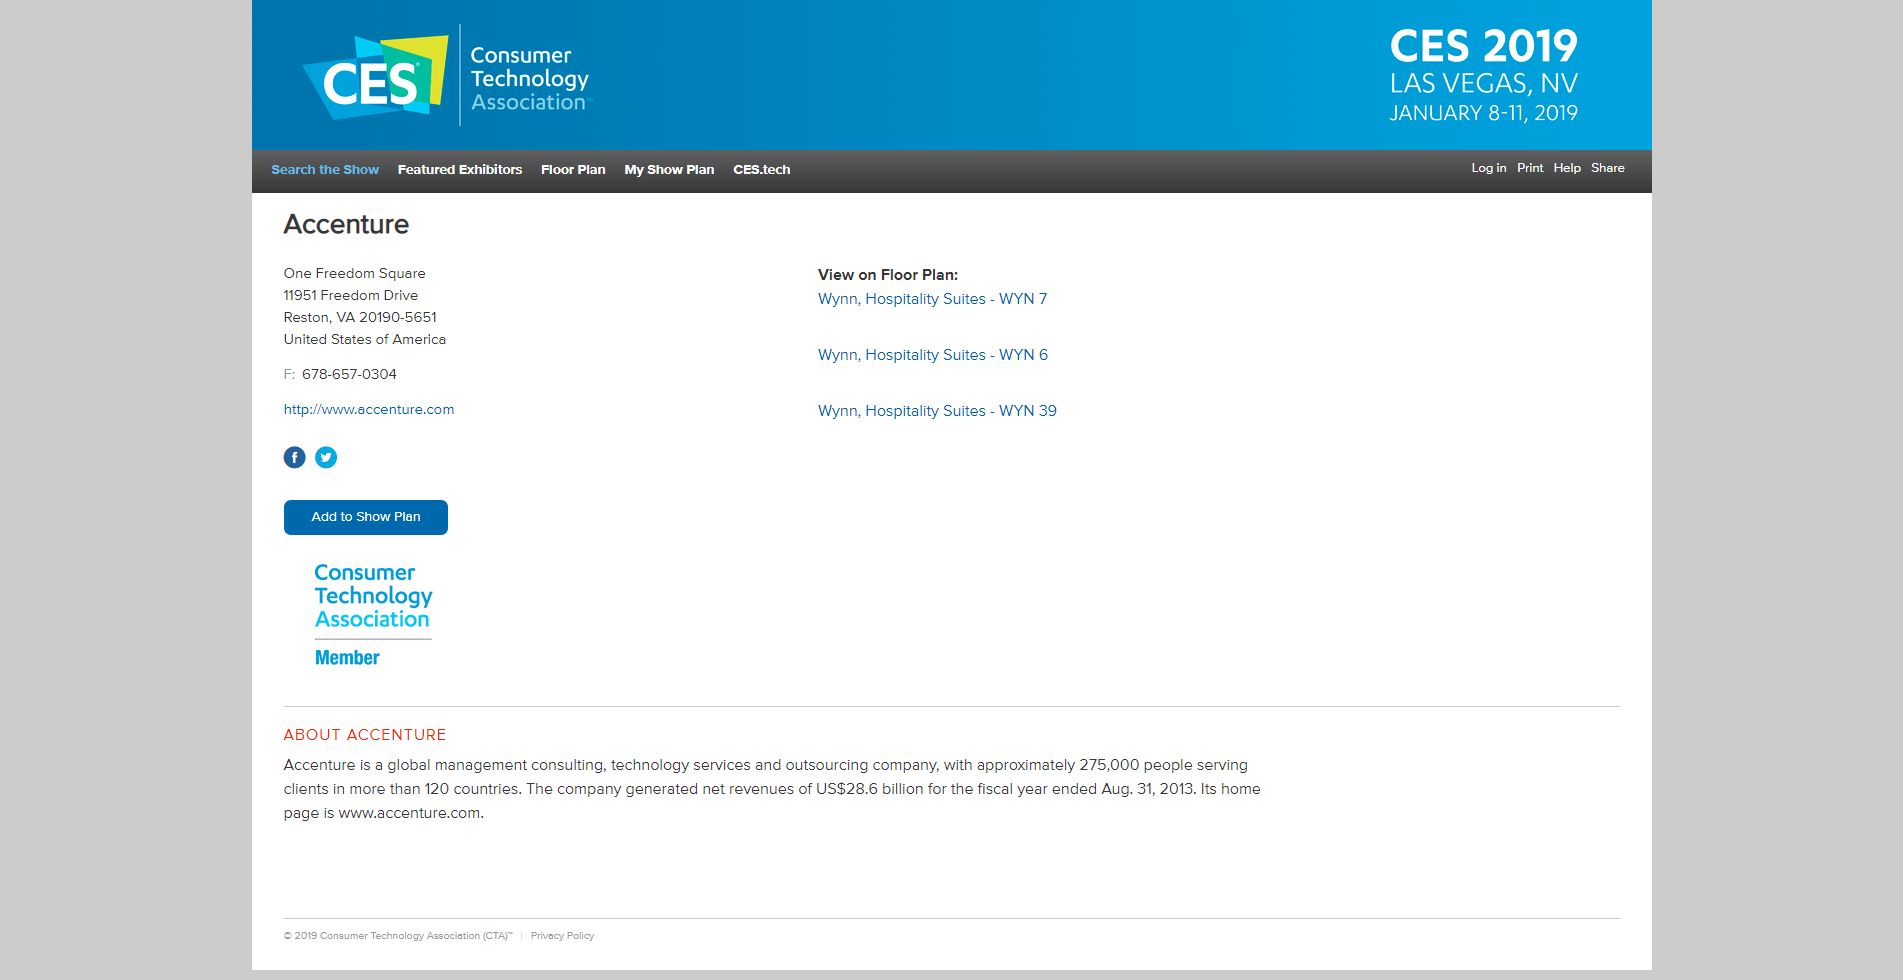 CES
Consumer
Technology
Association™
CES 2019
LAS VEGAS, NV
JANUARY 8-11, 2019
Search the Show Featured Exhibitors Floor Plan My Show Plan CES.tech
Log in Print Help Share
Accenture
One Freedom Square
11951 Freedom Drive
Reston, VA 20190-5651
United States of America
F: 678-657-0304
http://www.accenture.com
Add to Show Plan
Consumer
Technology
Association
Member
View on Floor Plan:
Wynn, Hospitality Suites - WYN 7
Wynn, Hospitality Suites - WYN 6
Wynn, Hospitality Suites - WYN 39
ABOUT ACCENTURE
Accenture is a global management consulting, technology services and outsourcing company, with approximately 275,000 people serving
clients in more than 120 countries. The company generated net revenues of US$28.6 billion for the fiscal year ended Aug. 31, 2013. Its home
page is www.accenture.com.
© 2019 Consumer Technology Association (CTA)™ | Privacy Policy